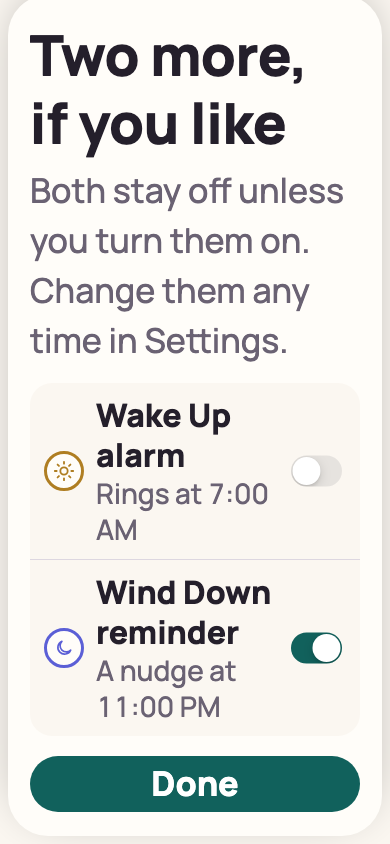 Two more,
if you like
Both stay off unless
you turn them on.
Change them any
time in Settings.
Wake Up
alarm
Rings at 7:00
AM
Wind Down
reminder
A nudge at
11:00 PM
Done